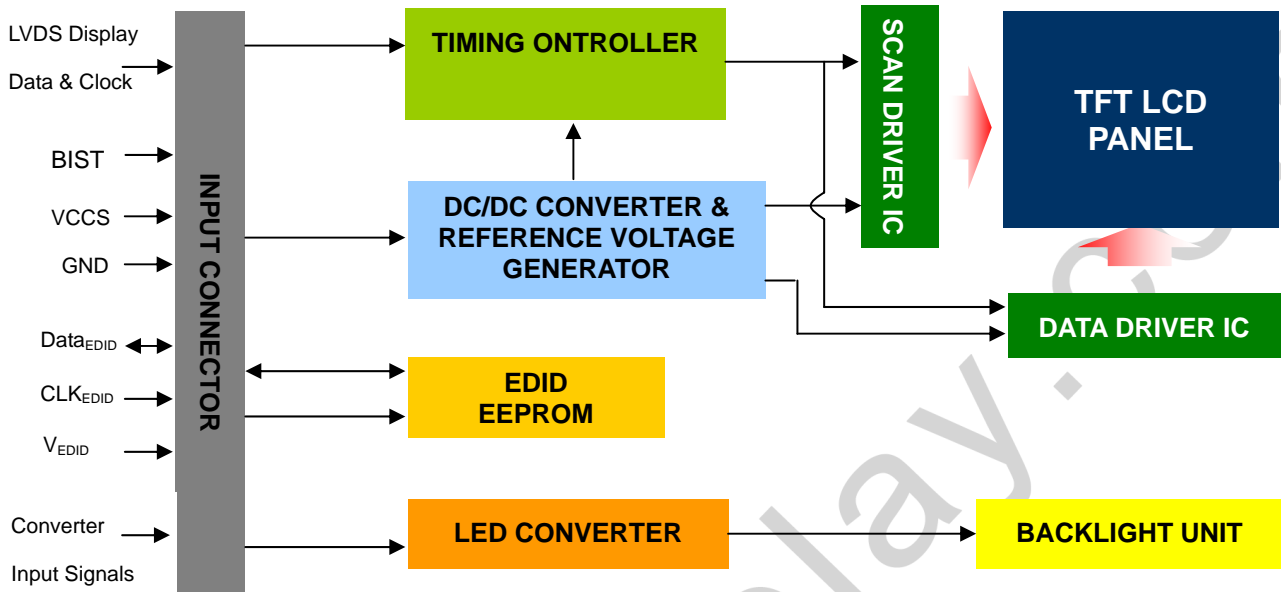 LVDS Display
Data & Clock
BIST
VCCS
GND
DataEDID
CLKEDID
VEDID
Converter
Input Signals
INPUT CONNECTOR
TIMING ONTROLLER
DC/DC CONVERTER &
REFERENCE VOLTAGE
GENERATOR
EDID
EEPROM
LED CONVERTER
SCAN DRIVER IC
TFT LCD
PANEL
DATA DRIVER IC
BACKLIGHT UNIT